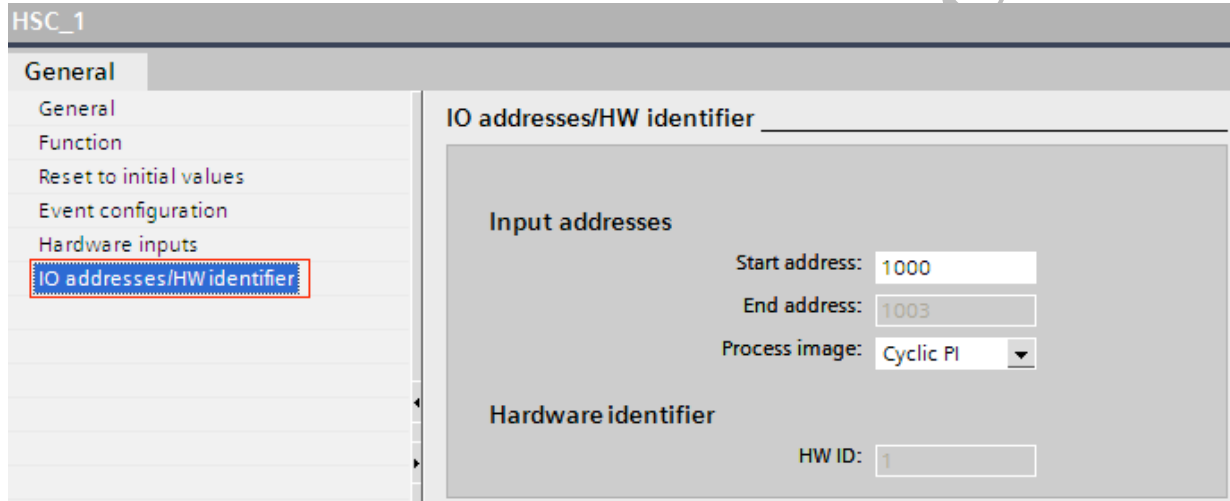 HSC_1
General
General
Function
Reset to initial values
Event configuration
Hardware inputs
IO addresses/HW identifier
IO addresses/HW identifier
Input addresses
Start address: 1000
End address: 1003
Process image: Cyclic PI
Hardware identifier
HW ID: 1